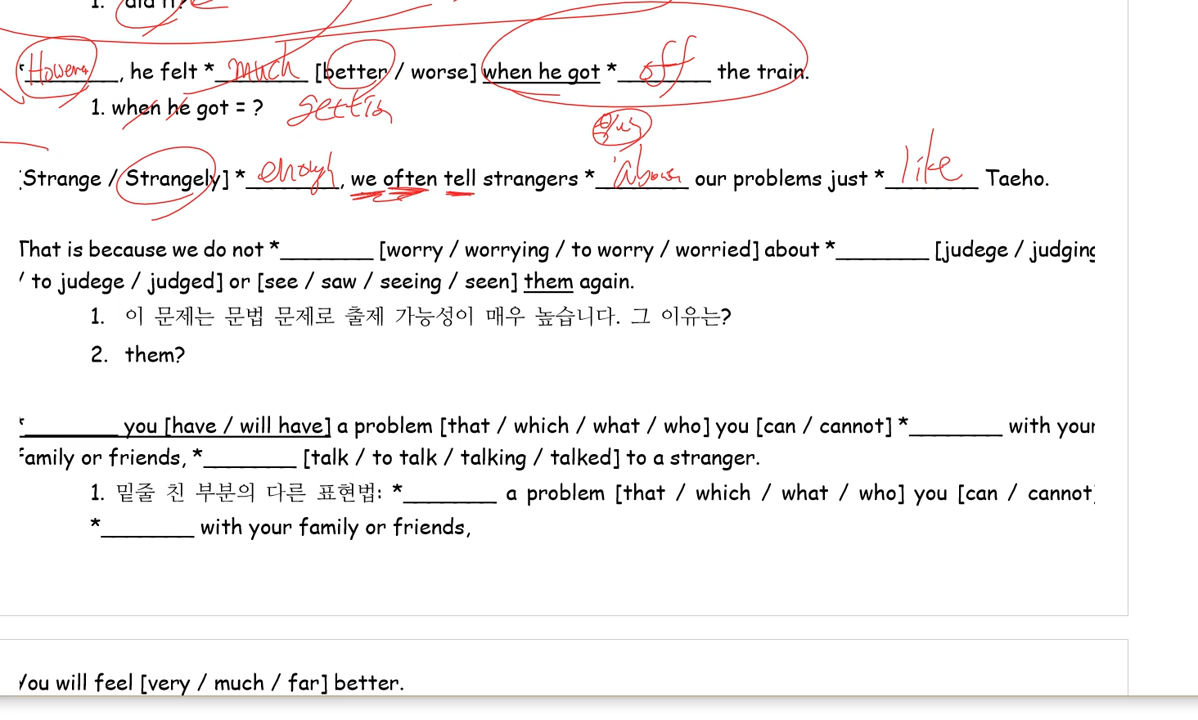 1. did it?
* However, he felt * much [better / worse] when he got * off the train.
1. when he got = ? getting
[Strange / Strangely] * enough, we often tell strangers * about our problems just * like Taeho.
That is because we do not *________ [worry / worrying / to worry / worried] about *________ [judege / judging
/ to judege / judged] or [see / saw / seeing / seen] them again.
1. 이 문제는 문법 문제로 출제 가능성이 매우 높습니다. 그 이유는?
2. them?
*________ you [have / will have] a problem [that / which / what / who] you [can / cannot] *________ with your
family or friends, *________ [talk / to talk / talking / talked] to a stranger.
1. 밑줄 친 부분의 다른 표현법: *________ a problem [that / which / what / who] you [can / cannot]
*________ with your family or friends,
You will feel [very / much / far] better.